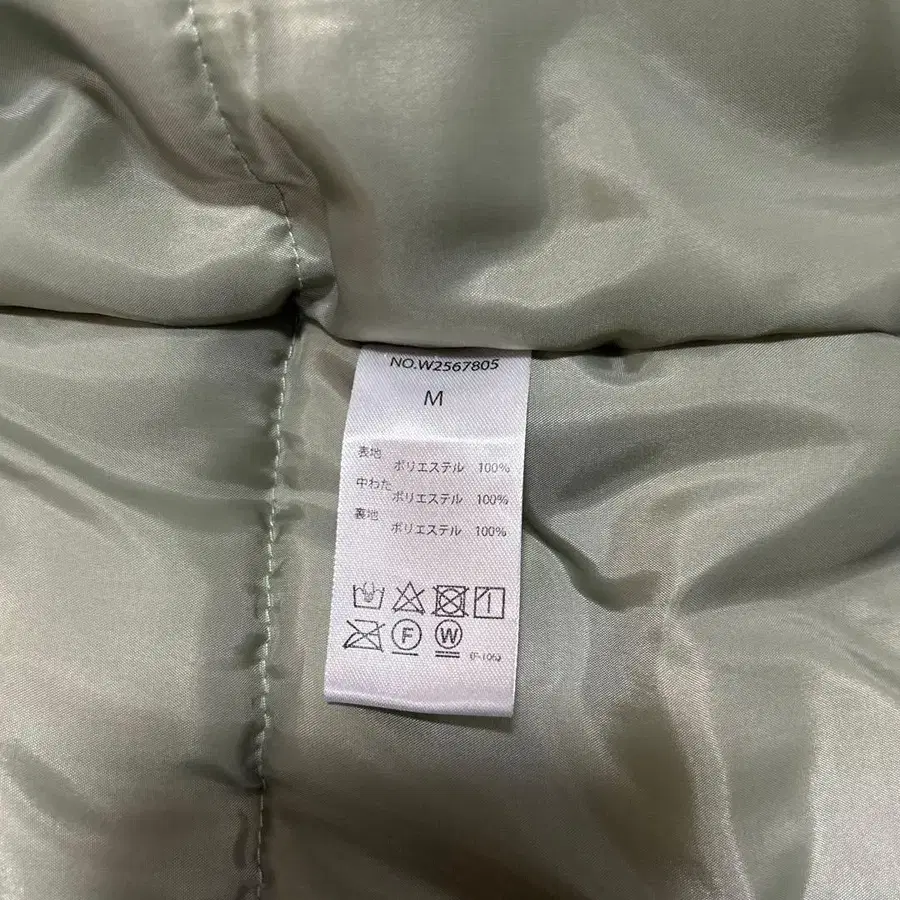 NO.W2567805
M
表地 ポリエステル 100%
中わた ポリエステル 100%
裏地 ポリエステル 100%
F W